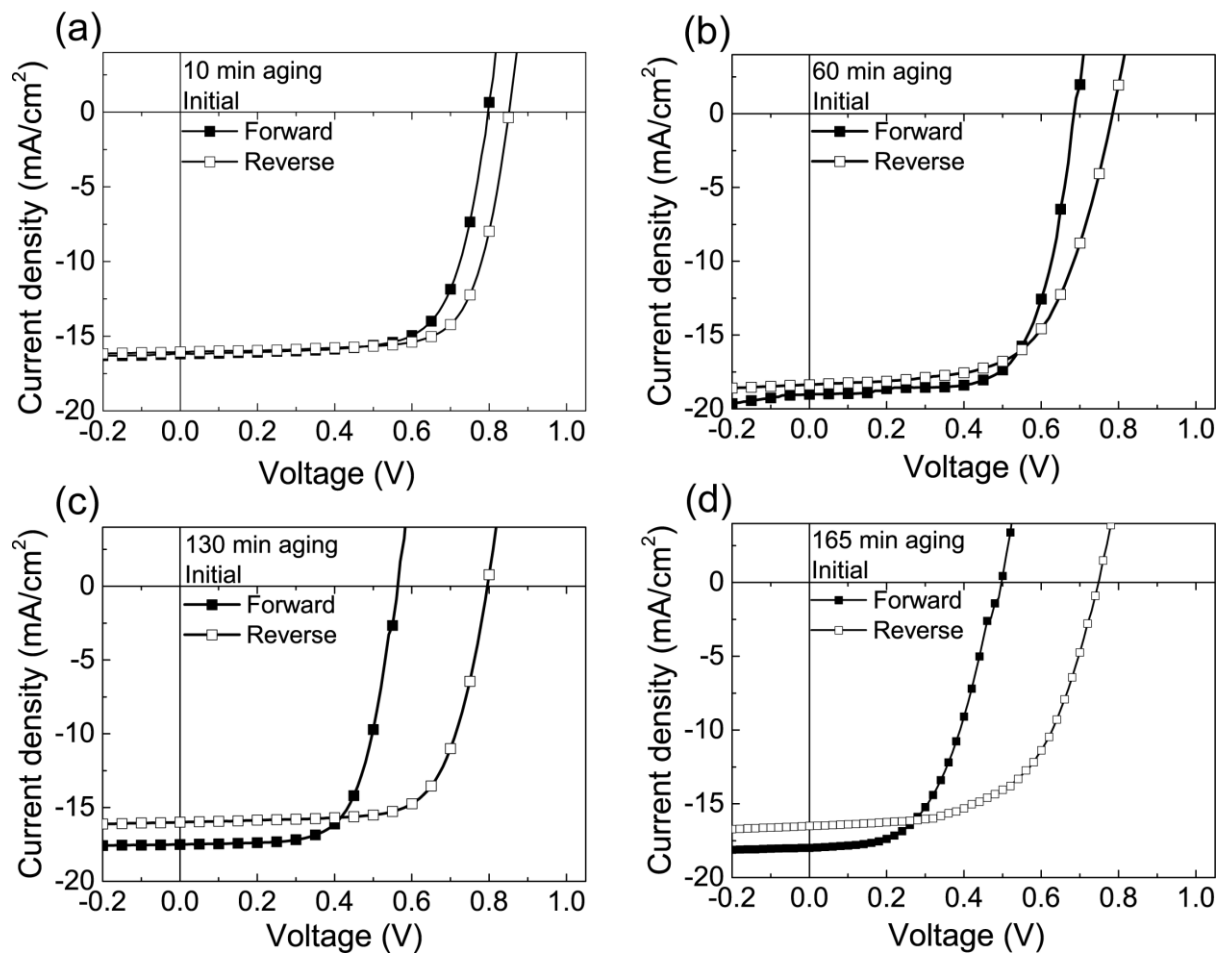 (a)
10 min aging
Initial
Forward
Reverse
Current density (mA/cm²)
0
-5
-10
-15
-20
-0.2 0.0 0.2 0.4 0.6 0.8 1.0
Voltage (V)
(b)
60 min aging
Initial
Forward
Reverse
Current density (mA/cm²)
0
-5
-10
-15
-20
-0.2 0.0 0.2 0.4 0.6 0.8 1.0
Voltage (V)
(c)
130 min aging
Initial
Forward
Reverse
Current density (mA/cm²)
0
-5
-10
-15
-20
-0.2 0.0 0.2 0.4 0.6 0.8 1.0
Voltage (V)
(d)
165 min aging
Initial
Forward
Reverse
Current density (mA/cm²)
0
-5
-10
-15
-20
-0.2 0.0 0.2 0.4 0.6 0.8 1.0
Voltage (V)